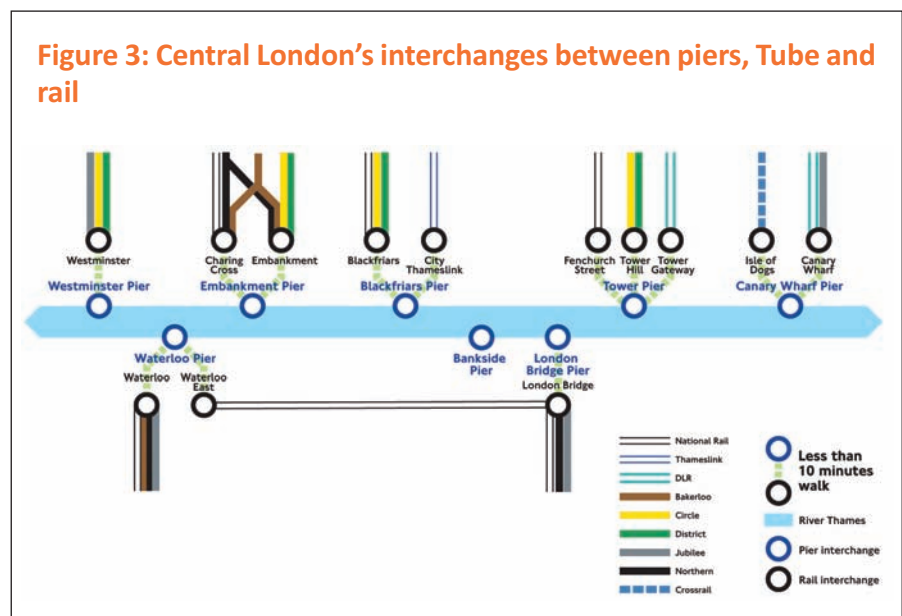 Figure 3: Central London's interchanges between piers, Tube and
rail
Westminster
Charing
Cross
Embankment
Blackfriars
City
Thameslink
Fenchurch
Street
Tower
Hill
Tower
Gateway
Isle of
Dogs
Canary
Wharf
Westminster Pier
Embankment Pier
Blackfriars Pier
Tower Pier
Canary Wharf Pier
Waterloo Pier
Bankside
Pier
London
Bridge Pier
Waterloo
Waterloo
East
London Bridge
National Rail
Thameslink
DLR
Bakerloo
Circle
District
Jubilee
Northern
Crossrail
Less than
10 minutes
walk
River Thames
Pier interchange
Rail interchange